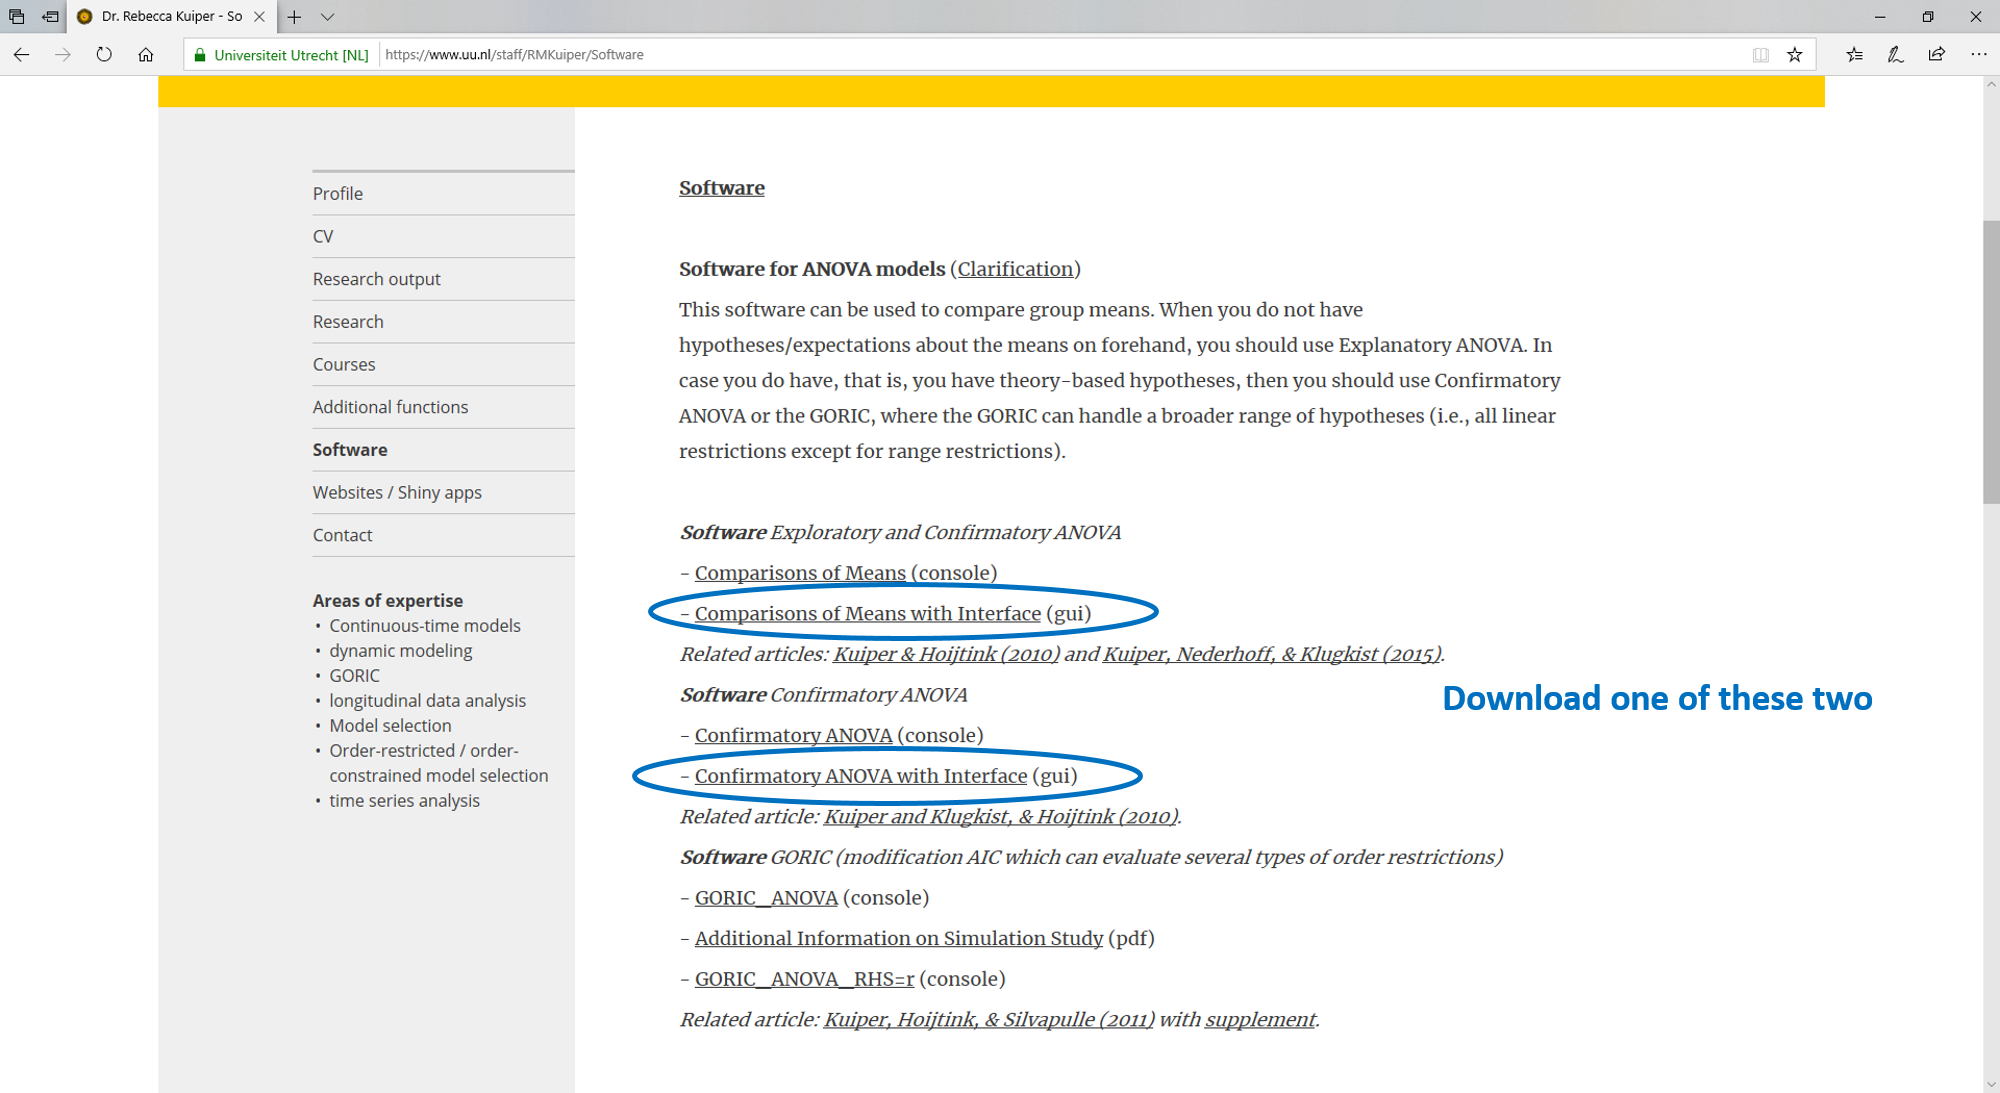 Dr. Rebecca Kuiper - So
Universiteit Utrecht [NL] https://www.uu.nl/staff/RMKuiper/Software
Profile
CV
Research output
Research
Courses
Additional functions
Software
Websites / Shiny apps
Contact
Areas of expertise
• Continuous-time models
• dynamic modeling
• GORIC
• longitudinal data analysis
• Model selection
• Order-restricted / order-
constrained model selection
• time series analysis
Software
Software for ANOVA models (Clarification)
This software can be used to compare group means. When you do not have
hypotheses/expectations about the means on forehand, you should use Explanatory ANOVA. In
case you do have, that is, you have theory-based hypotheses, then you should use Confirmatory
ANOVA or the GORIC, where the GORIC can handle a broader range of hypotheses (i.e., all linear
restrictions except for range restrictions).
Software Exploratory and Confirmatory ANOVA
- Comparisons of Means (console)
- Comparisons of Means with Interface (gui)
Related articles: Kuiper & Hoijtink (2010) and Kuiper, Nederhoff, & Klugkist (2015).
Software Confirmatory ANOVA
Download one of these two
- Confirmatory ANOVA (console)
- Confirmatory ANOVA with Interface (gui)
Related article: Kuiper and Klugkist, & Hoijtink (2010).
Software GORIC (modification AIC which can evaluate several types of order restrictions)
- GORIC_ANOVA (console)
- Additional Information on Simulation Study (pdf)
- GORIC_ANOVA_RHS=r (console)
Related article: Kuiper, Hoijtink, & Silvapulle (2011) with supplement.